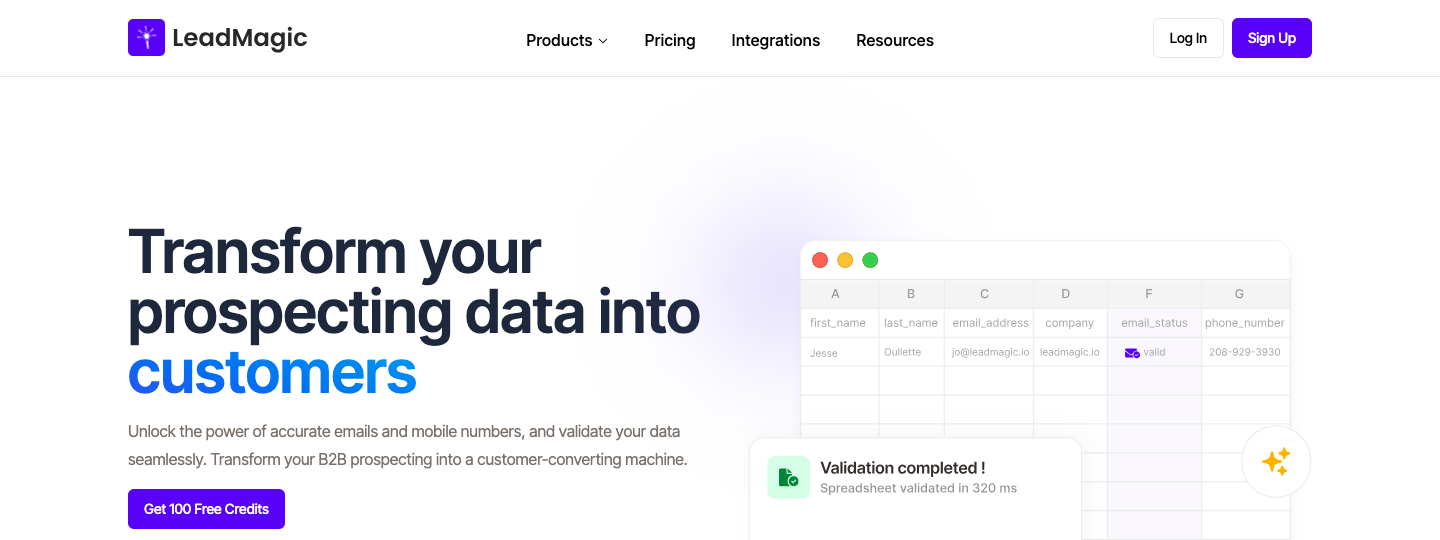 LeadMagic
Products
Pricing
Integrations
Resources
Log In
Sign Up
Transform your
prospecting data into
customers
Unlock the power of accurate emails and mobile numbers, and validate your data
seamlessly. Transform your B2B prospecting into a customer-converting machine.
Get 100 Free Credits
A B C D F G
first_name last_name email_address company email_status phone_number
Jesse Oullette jo@leadmagic.io leadmagic.io valid 208-929-3930
Validation completed !
Spreadsheet validated in 320 ms